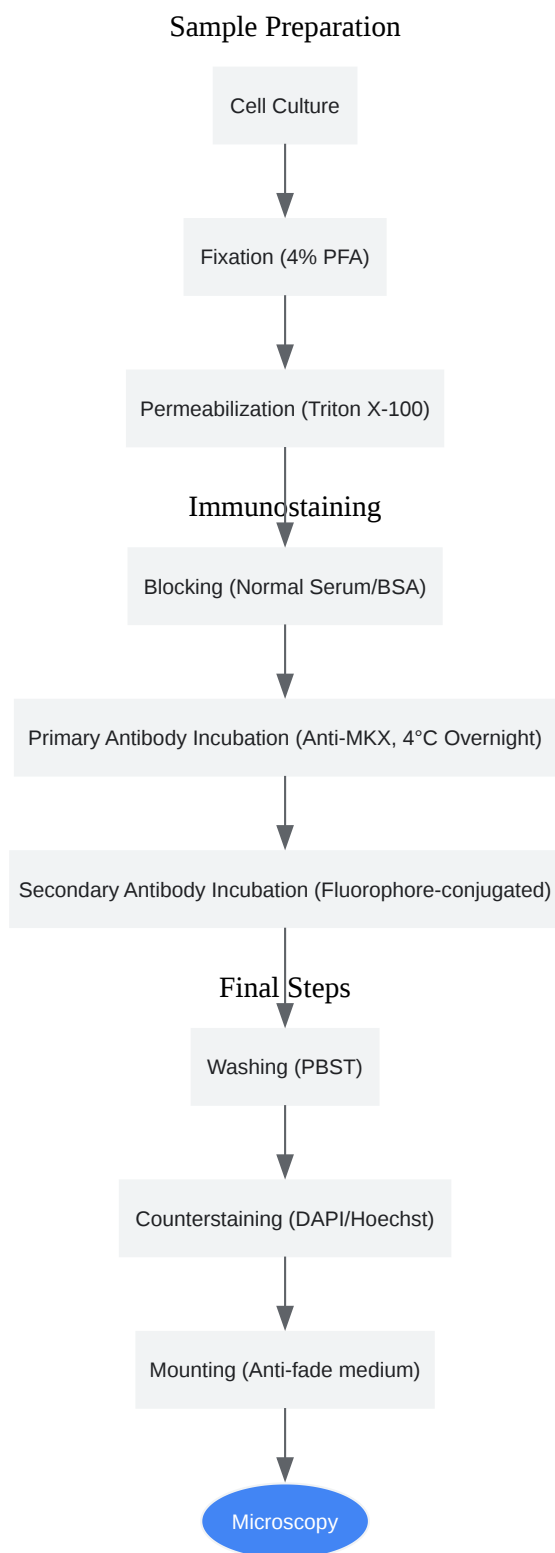 Sample Preparation
Cell Culture
Fixation (4% PFA)
Permeabilization (Triton X-100)
Immunostaining
Blocking (Normal Serum/BSA)
Primary Antibody Incubation (Anti-MKX, 4°C Overnight)
Secondary Antibody Incubation (Fluorophore-conjugated)
Final Steps
Washing (PBST)
Counterstaining (DAPI/Hoechst)
Mounting (Anti-fade medium)
Microscopy